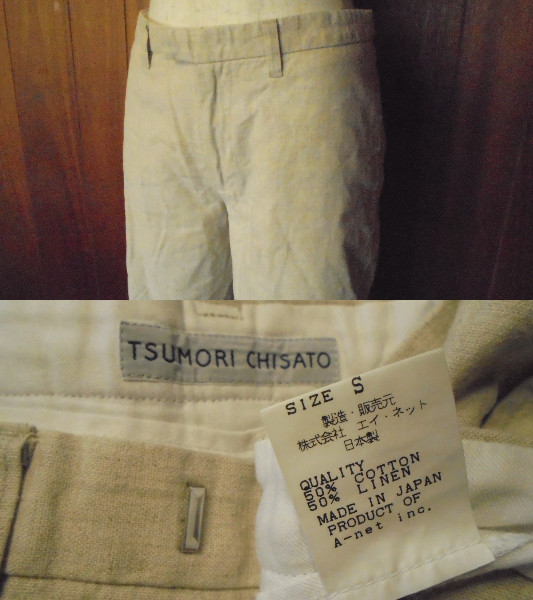 TSUMORI CHISATO
SIZE S
製造・販売元
株式会社 エイ・ネット
日本製
QUALITY
50% COTTON
50% LINEN
MADE IN JAPAN
PRODUCT OF
A-net inc.